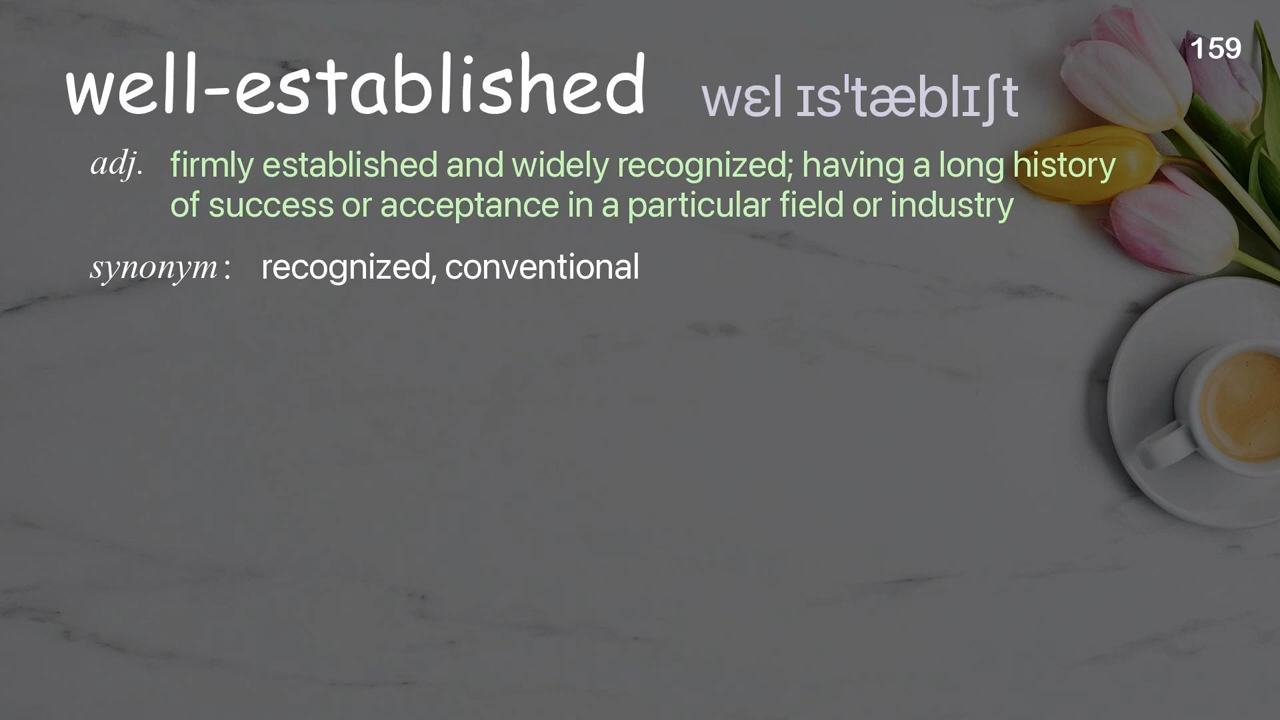 159
well-established wɛl ɪsˈtæblɪʃt
adj. firmly established and widely recognized; having a long history
of success or acceptance in a particular field or industry
synonym: recognized, conventional